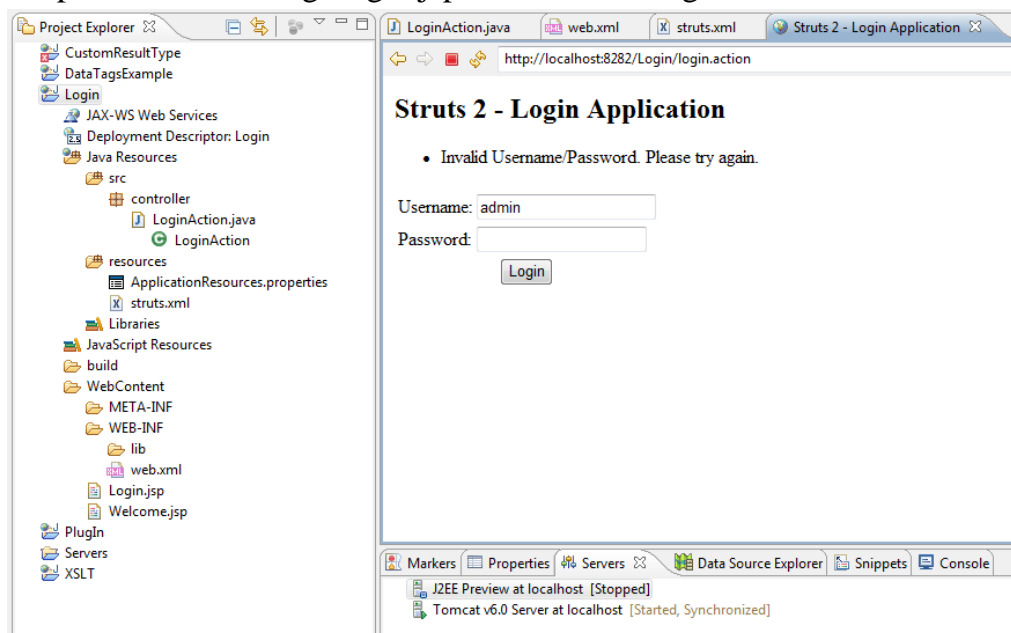 Project Explorer
CustomResultType
DataTagsExample
Login
JAX-WS Web Services
Deployment Descriptor: Login
Java Resources
src
controller
LoginAction.java
LoginAction
resources
ApplicationResources.properties
struts.xml
Libraries
JavaScript Resources
build
WebContent
META-INF
WEB-INF
lib
web.xml
Login.jsp
Welcome.jsp
PlugIn
Servers
XSLT
LoginAction.java web.xml struts.xml Struts 2 - Login Application
http://localhost:8282/Login/login.action
Struts 2 - Login Application
• Invalid Username/Password. Please try again.
Username: admin
Password:
Login
Markers Properties Servers Data Source Explorer Snippets Console
J2EE Preview at localhost [Stopped]
Tomcat v6.0 Server at localhost [Started, Synchronized]